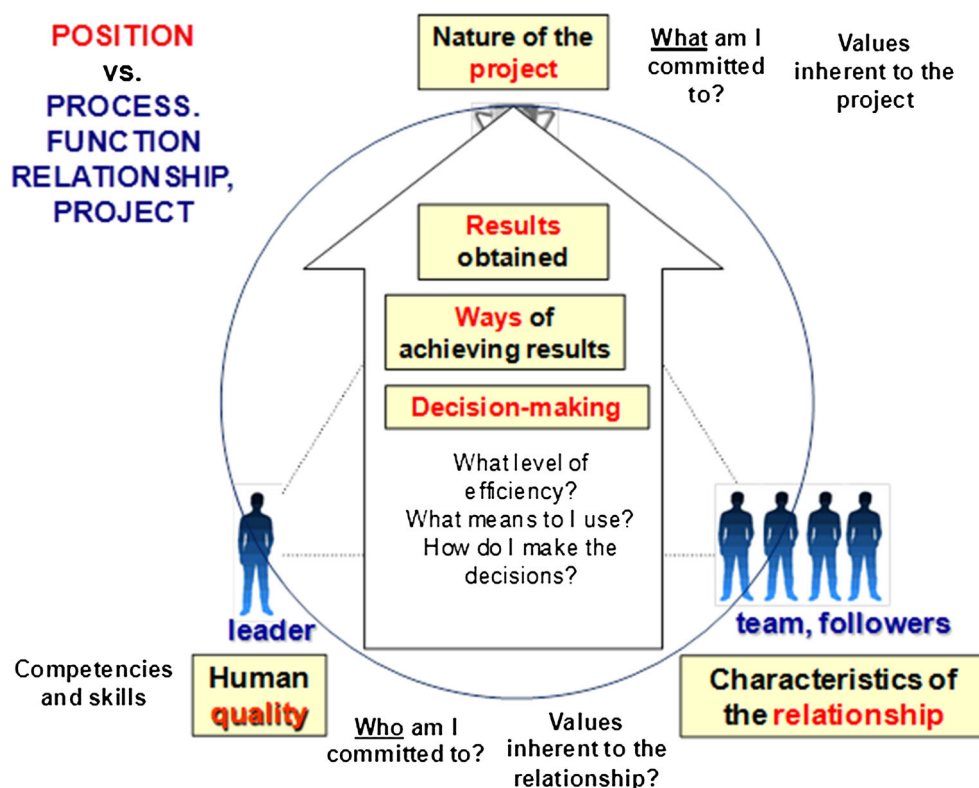 POSITION
vs.
PROCESS.
FUNCTION
RELATIONSHIP,
PROJECT
Nature of the
project
What am I
committed
to?
Values
inherent to the
project
Results
obtained
Ways of
achieving results
Decision-making
What level of
efficiency?
What means to I use?
How do I make the
decisions?
leader
team, followers
Competencies
and skills
Human
quality
Characteristics of
the relationship
Who am I
committed to?
Values
inherent to the
relationship?